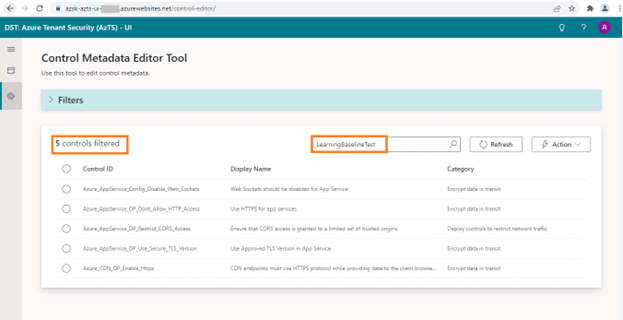 azsk-azts-ui- .azurewebsites.net/control-editor/
DST: Azure Tenant Security (AzTS) - UI
?
A
Control Metadata Editor Tool
Use this tool to edit control metadata.
Filters
5 controls filtered
LearningBaselineTest
Refresh
Action
Control ID Display Name Category
Azure_AppService_Config_Disable_Web_Sockets Web Sockets should be disabled for App Service Encrypt data in transit
Azure_AppService_DP_Dont_Allow_HTTP_Access Use HTTPS for app services Encrypt data in transit
Azure_AppService_DP_Restrict_CORS_Access Ensure that CORS access is granted to a limited set of trusted origins Deploy controls to restrict network traffic
Azure_AppService_DP_Use_Secure_TLS_Version Use Approved TLS Version in App Service Encrypt data in transit
Azure_CDN_DP_Enable_Https CDN endpoints must use HTTPS protocol while providing data to the client browse... Encrypt data in transit